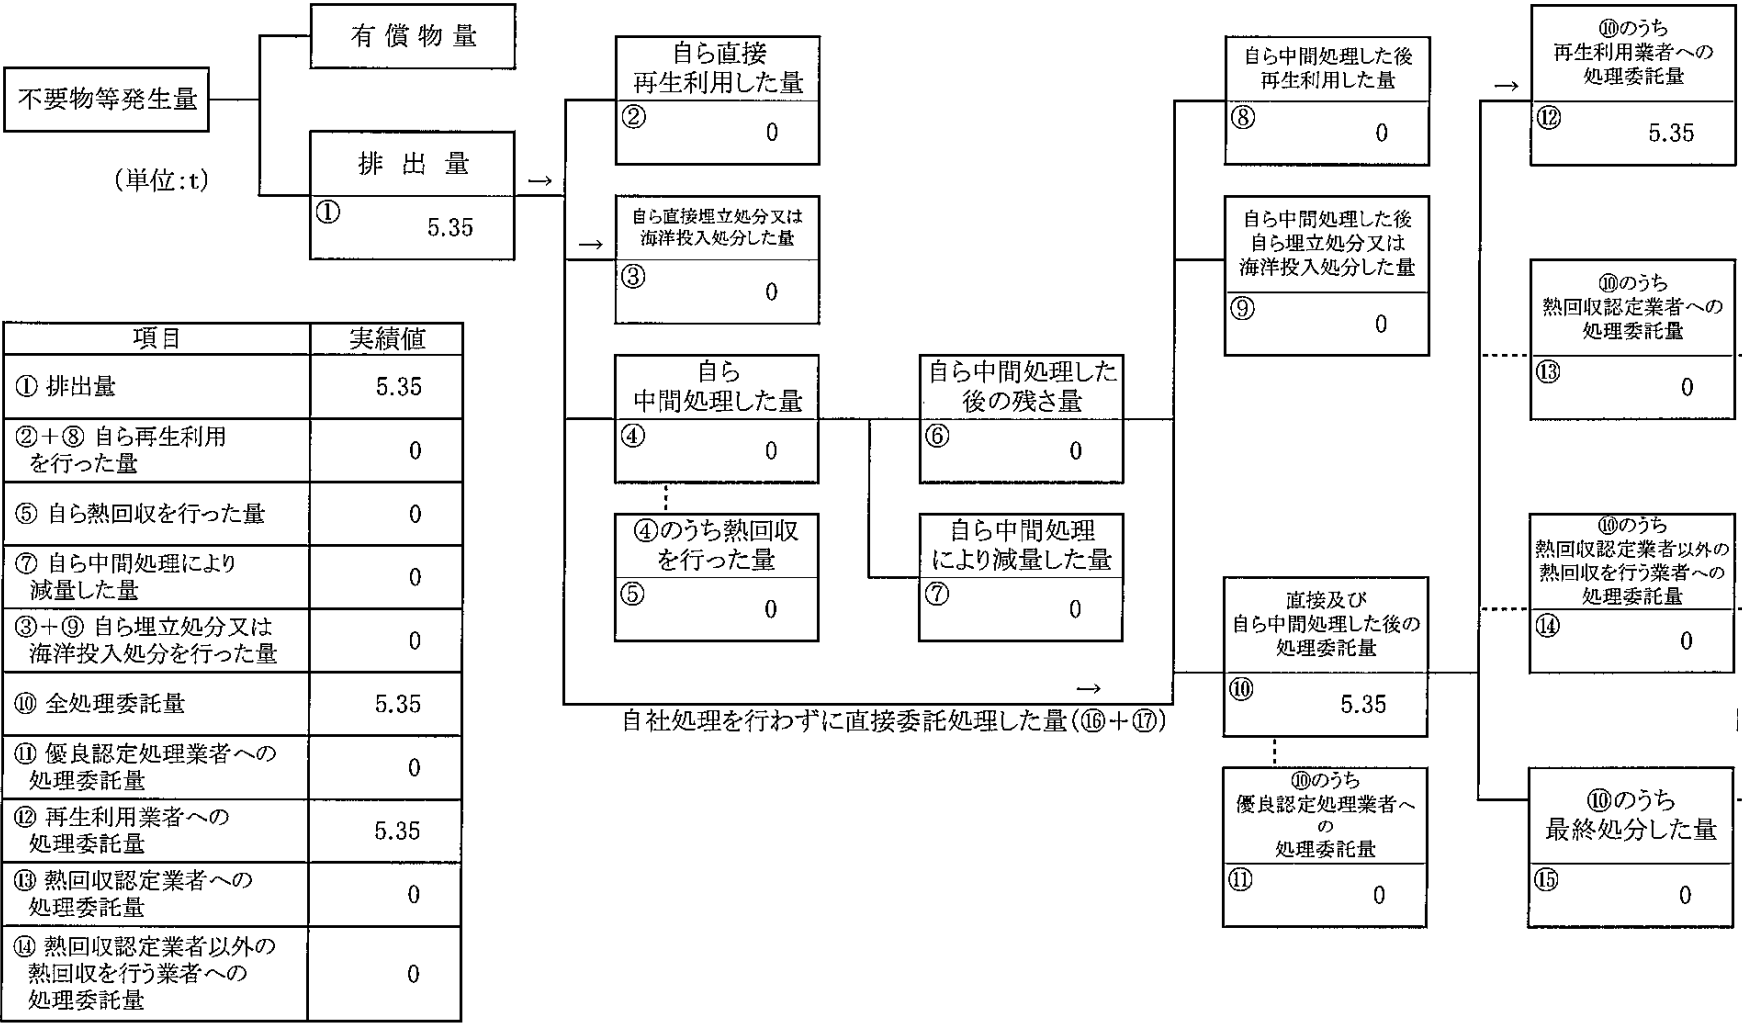 不要物等発生量
(単位:t)
有償物量
排出量
①
5.35
→
自ら直接
再生利用した量
②
0
→
自ら直接埋立処分又は
海洋投入処分した量
③
0
自ら
中間処理した量
④
0
④のうち熱回収
を行った量
⑤
0
自ら中間処理した
後の残さ量
⑥
0
自ら中間処理
により減量した量
⑦
0
→
自社処理を行わずに直接委託処理した量(⑯+⑰)
自ら中間処理した後
再生利用した量
⑧
0
自ら中間処理した後
自ら埋立処分又は
海洋投入処分した量
⑨
0
直接及び
自ら中間処理した後の
処理委託量
⑩
5.35
⑩のうち
優良認定処理業者へ
の
処理委託量
⑪
0
→
⑩のうち
再生利用業者への
処理委託量
⑫
5.35
⑩のうち
熱回収認定業者への
処理委託量
⑬
0
⑩のうち
熱回収認定業者以外の
熱回収を行う業者への
処理委託量
⑭
0
⑩のうち
最終処分した量
⑮
0
項目 実績値
① 排出量 5.35
②+⑧ 自ら再生利用
を行った量 0
⑤ 自ら熱回収を行った量 0
⑦ 自ら中間処理により
減量した量 0
③+⑨ 自ら埋立処分又は
海洋投入処分を行った量 0
⑩ 全処理委託量 5.35
⑪ 優良認定処理業者への
処理委託量 0
⑫ 再生利用業者への
処理委託量 5.35
⑬ 熱回収認定業者への
処理委託量 0
⑭ 熱回収認定業者以外の
熱回収を行う業者への
処理委託量 0